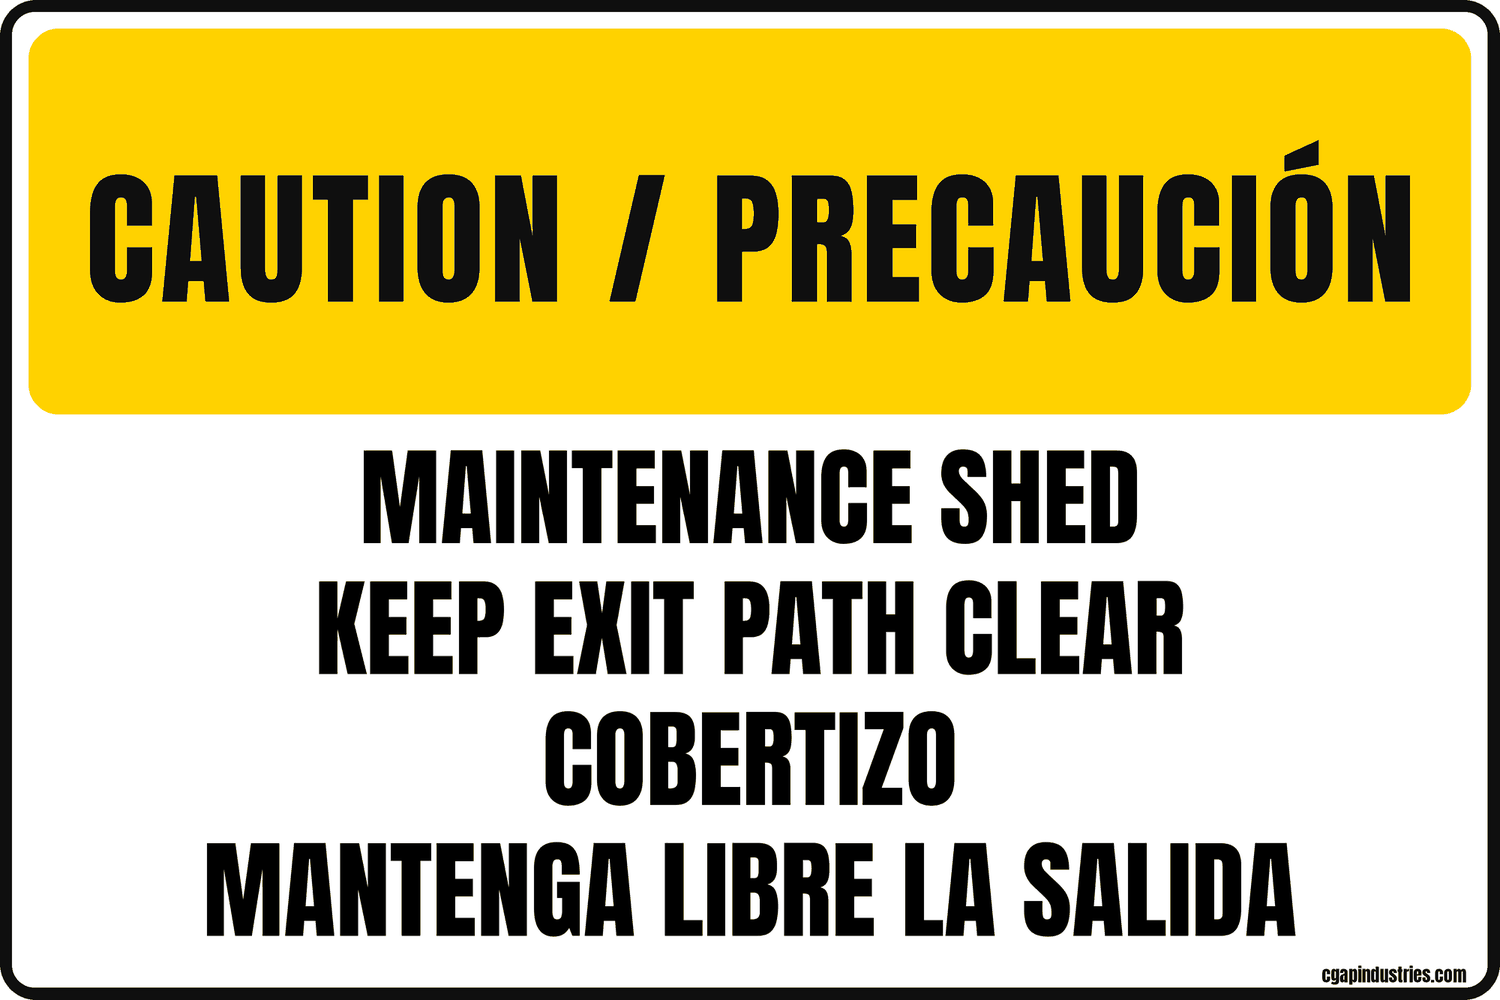 CAUTION / PRECAUCIÓN
MAINTENANCE SHED
KEEP EXIT PATH CLEAR
COBERTIZO
MANTENGA LIBRE LA SALIDA
cgapindustries.com